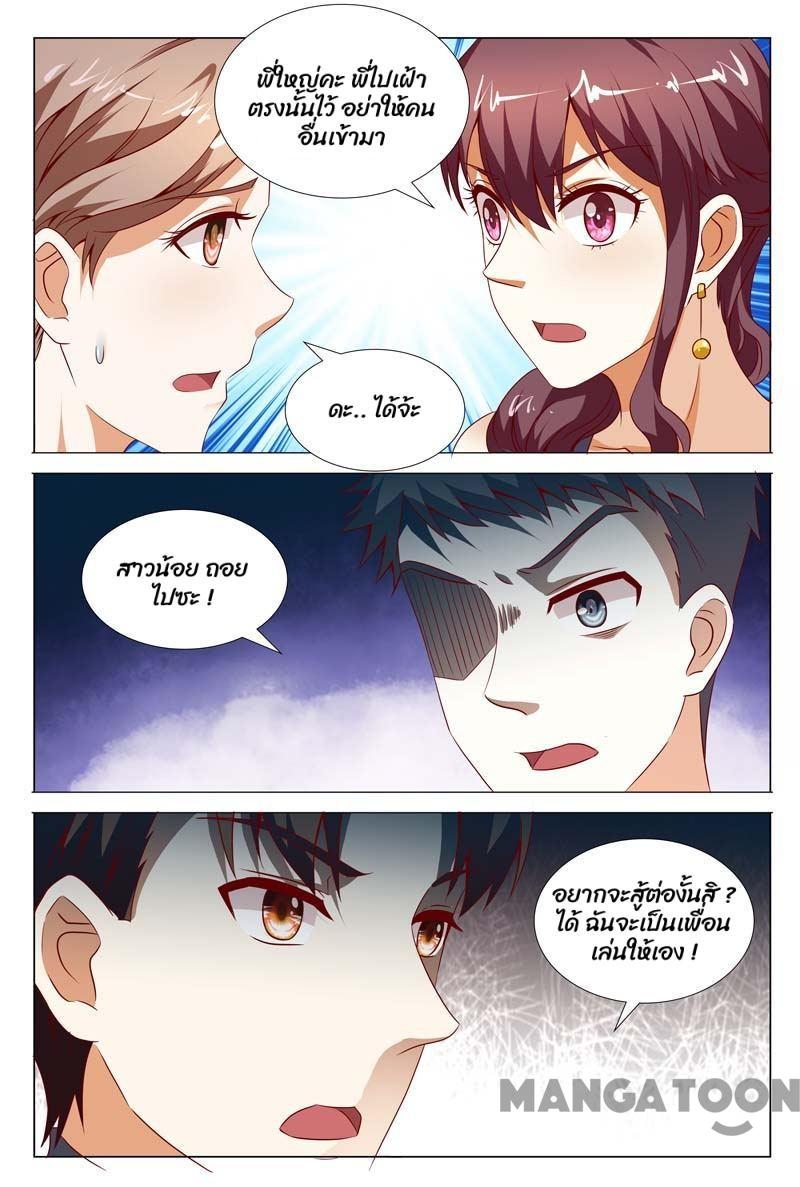 พี่ใหญ่คะ พี่ไปเฝ้า
ตรงนั้นไว้ อย่าให้คน
อื่นเข้ามา
ดะ.. ได้จ้ะ
สาวน้อย ถอย
ไปซะ !
อยากจะสู้ต่องั้นสิ ?
ได้ ฉันจะเป็นเพื่อน
เล่นให้เอง !
MANGATOON